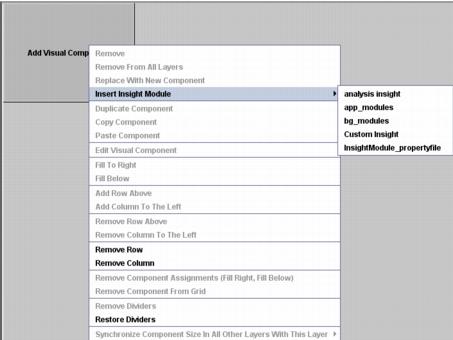 Add Visual Comp
Remove
Remove From All Layers
Replace With New Component
Insert Insight Module
analysis insight
app_modules
bg_modules
Custom Insight
InsightModule_propertyfile
Duplicate Component
Copy Component
Paste Component
Edit Visual Component
Fill To Right
Fill Below
Add Row Above
Add Column To The Left
Remove Row Above
Remove Column To The Left
Remove Row
Remove Column
Remove Component Assignments (Fill Right, Fill Below)
Remove Component From Grid
Remove Dividers
Restore Dividers
Synchronize Component Size In All Other Layers With This Layer